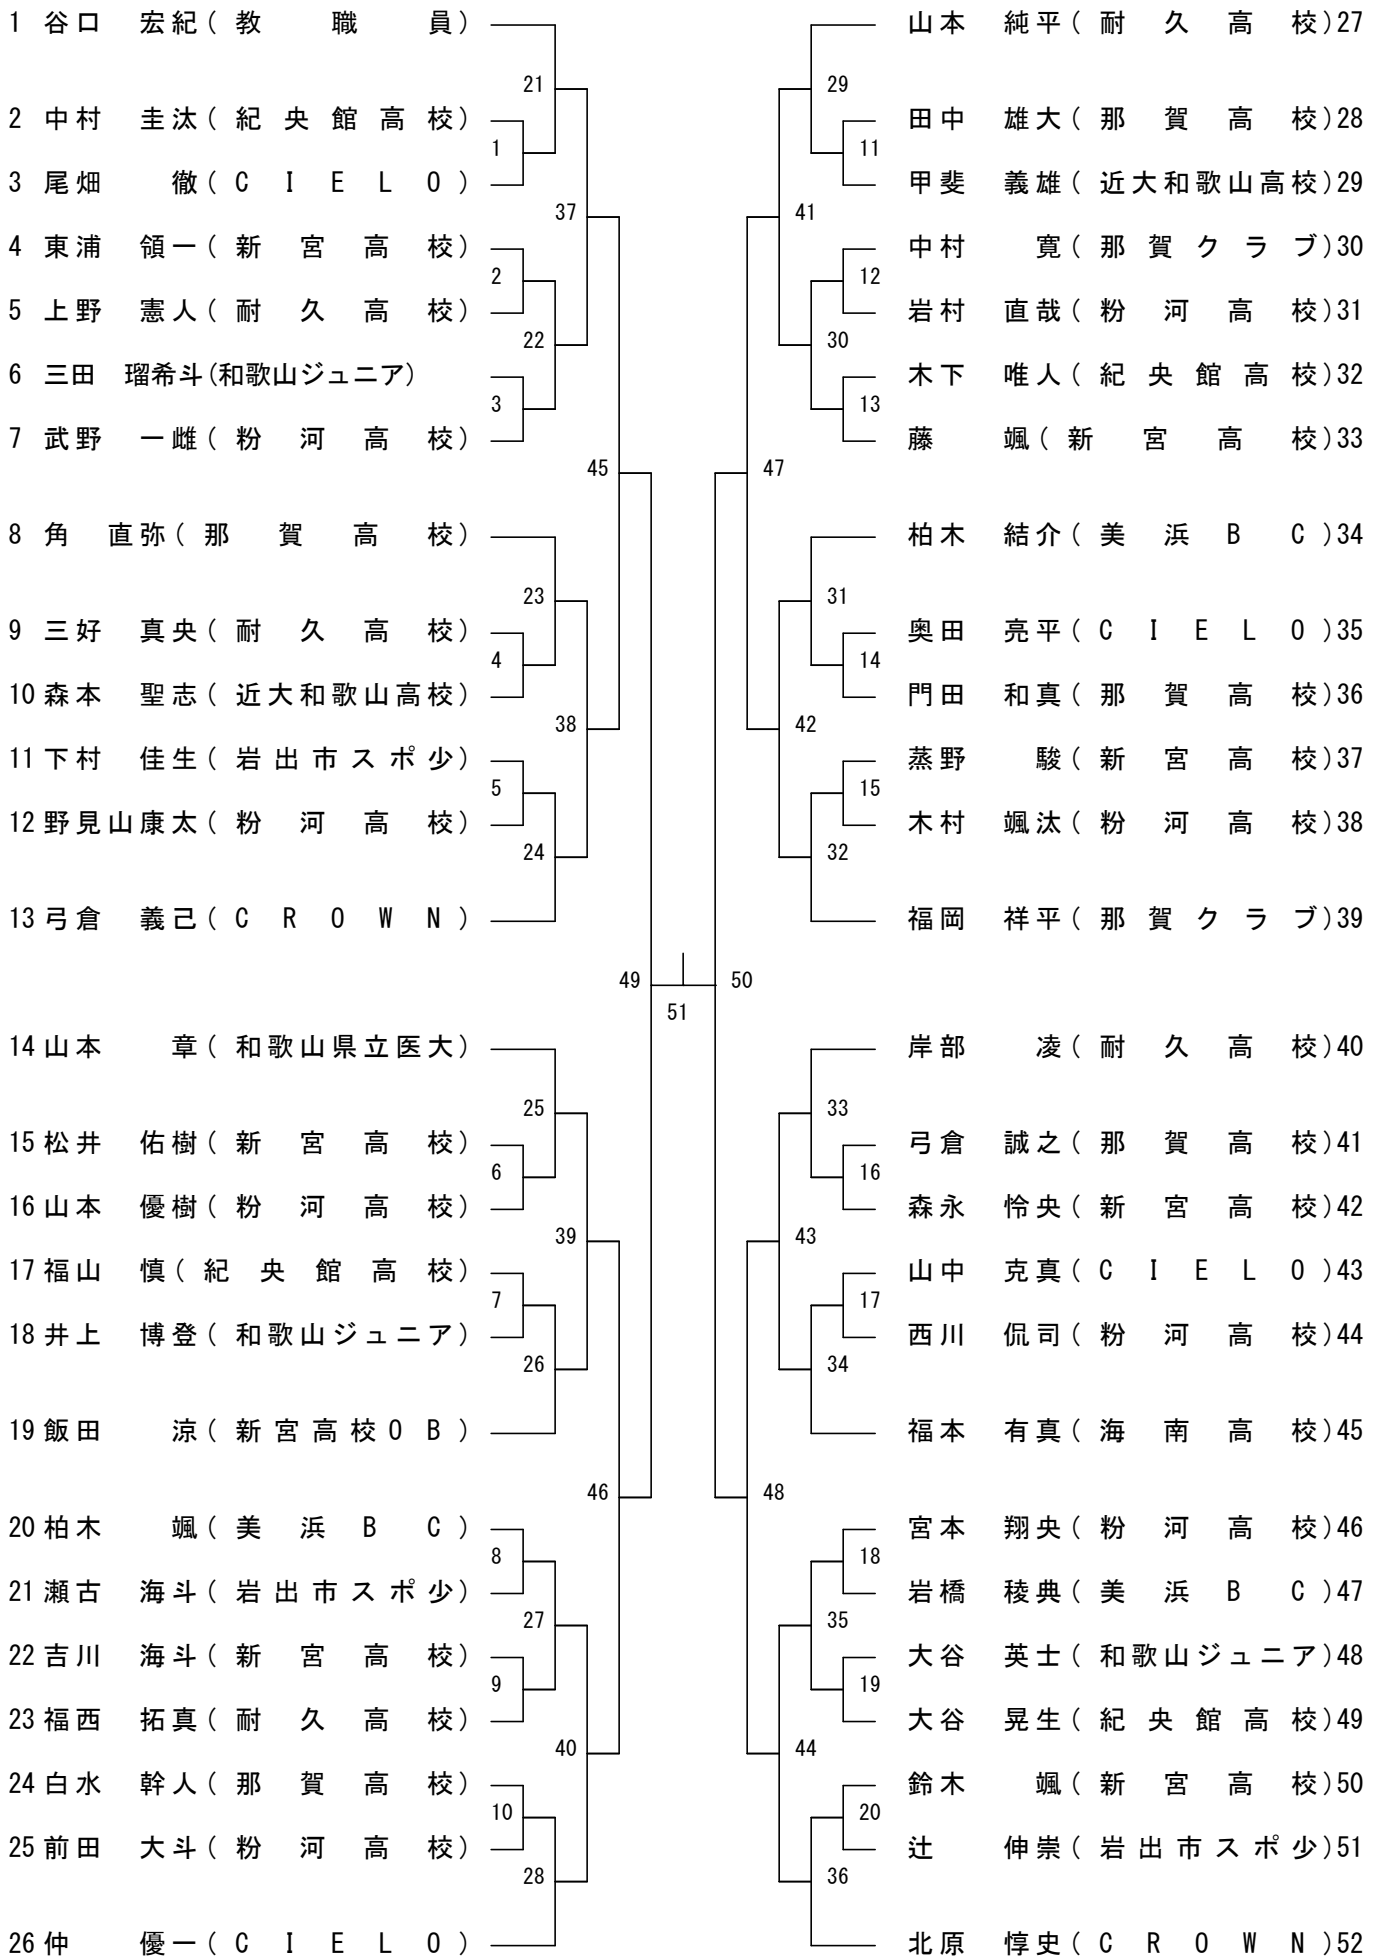 1 谷口 宏紀(教職員)
21
2 中村 圭汰(紀央館高校)
1
3 尾畑 徹(CIELO)
37
4 東浦 領一(新宮高校)
2
5 上野 憲人(耐久高校)
22
6 三田 瑠希斗(和歌山ジュニア)
3
7 武野 一雌(粉河高校)
45
8 角 直弥(那賀高校)
23
9 三好 真央(耐久高校)
4
10 森本 聖志(近大和歌山高校)
38
11 下村 佳生(岩出市スポ少)
5
12 野見山康太(粉河高校)
24
13 弓倉 義己(CROWN)
49
51
14 山本 章(和歌山県立医大)
25
15 松井 佑樹(新宮高校)
6
16 山本 優樹(粉河高校)
39
17 福山 慎(紀央館高校)
7
18 井上 博登(和歌山ジュニア)
26
19 飯田 涼(新宮高校OB)
46
20 柏木 颯(美浜BC)
8
21 瀬古 海斗(岩出市スポ少)
27
22 吉川 海斗(新宮高校)
9
23 福西 拓真(耐久高校)
40
24 白水 幹人(那賀高校)
10
25 前田 大斗(粉河高校)
28
26 仲 優一(CIELO)
山本 純平(耐久高校)27
29
田中 雄大(那賀高校)28
11
甲斐 義雄(近大和歌山高校)29
41
中村 寛(那賀クラブ)30
12
岩村 直哉(粉河高校)31
30
木下 唯人(紀央館高校)32
13
藤 颯(新宮高校)33
47
柏木 結介(美浜BC)34
31
奥田 亮平(CIELO)35
14
門田 和真(那賀高校)36
42
蒸野 駿(新宮高校)37
15
木村 颯汰(粉河高校)38
32
福岡 祥平(那賀クラブ)39
50
岸部 凌(耐久高校)40
33
弓倉 誠之(那賀高校)41
16
森永 怜央(新宮高校)42
43
山中 克真(CIELO)43
17
西川 侃司(粉河高校)44
34
福本 有真(海南高校)45
48
宮本 翔央(粉河高校)46
18
岩橋 稜典(美浜BC)47
35
大谷 英士(和歌山ジュニア)48
19
大谷 晃生(紀央館高校)49
44
鈴木 颯(新宮高校)50
20
辻 伸崇(岩出市スポ少)51
36
北原 惇史(CROWN)52